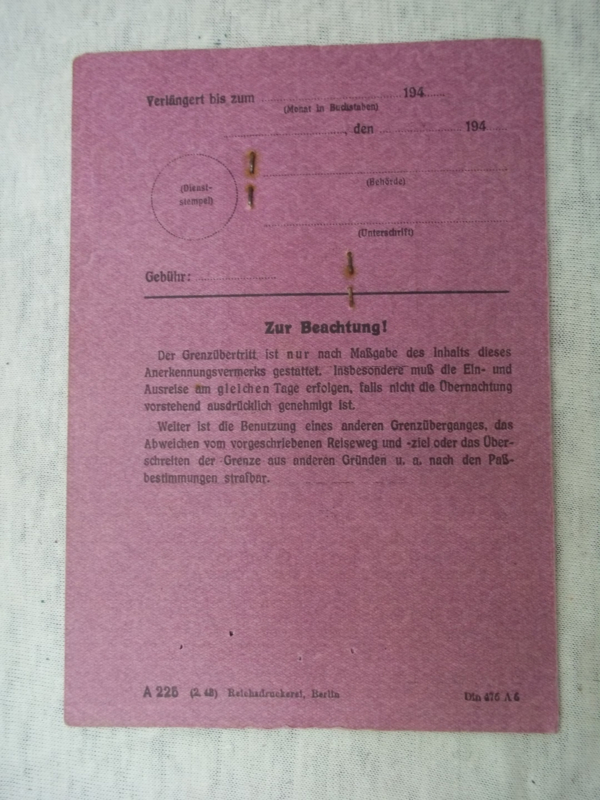 Verlängert bis zum .......... 194.....
(Monat in Buchstaben)
.........., den .......... 194.....
(Dienst-
stempel)
(Behörde)
(Unterschrift)
Gebühr: ..........
Zur Beachtung!
Der Grenzübertritt ist nur nach Maßgabe des Inhalts dieses
Anerkennungsvermerks gestattet. Insbesondere muß die Ein- und
Ausreise am gleichen Tage erfolgen, falls nicht die Übernachtung
vorstehend ausdrücklich genehmigt ist.
Weiter ist die Benutzung eines anderen Grenzüberganges, das
Abweichen vom vorgeschriebenen Reiseweg und -ziel oder das Über-
schreiten der Grenze aus anderen Gründen u. a. nach den Paß-
bestimmungen strafbar.
A 225 Reichsdruckerei, Berlin
Din 476 A 6